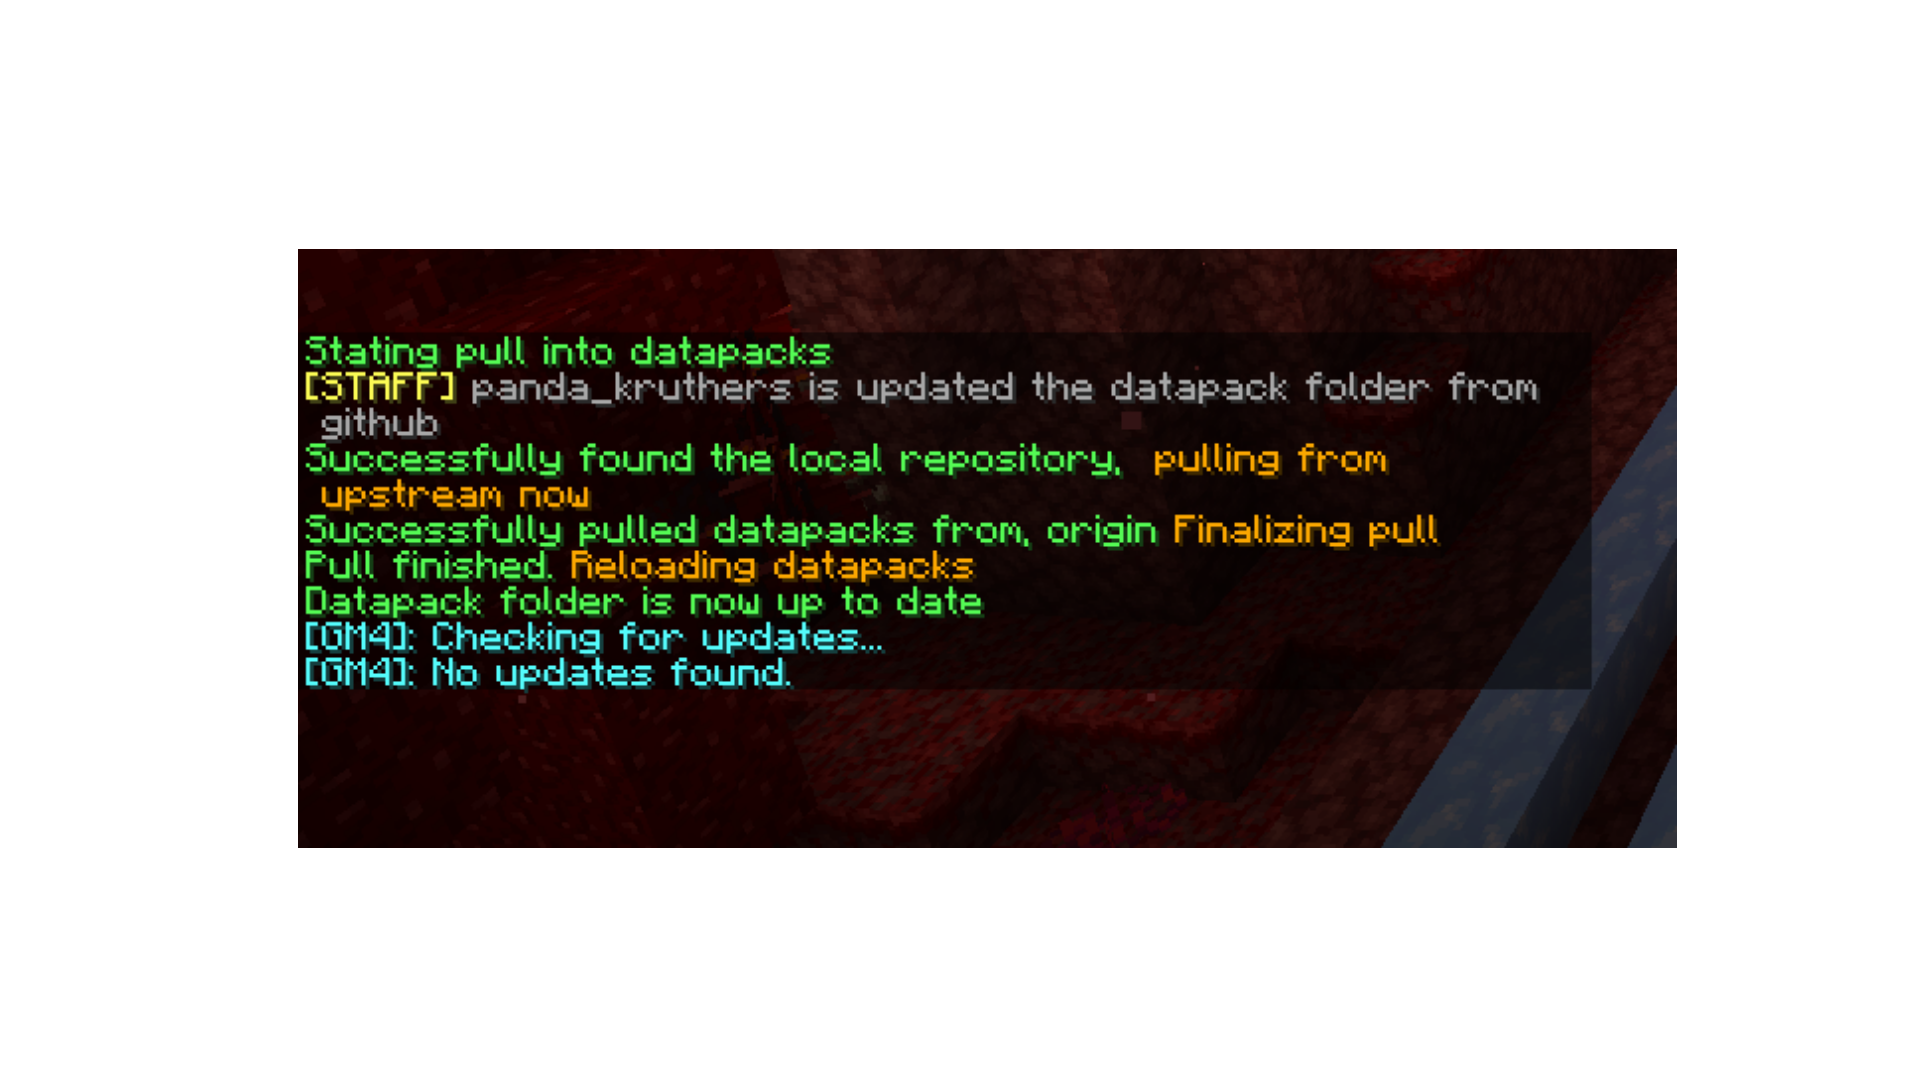 Stating pull into datapacks
[STAFF] panda_kruthers is updated the datapack folder from
github
Successfully found the local repository,  pulling from
upstream now
Successfully pulled datapacks from, origin Finalizing pull
Pull finished. Reloading datapacks
Datapack folder is now up to date
[GM4]: Checking for updates...
[GM4]: No updates found.